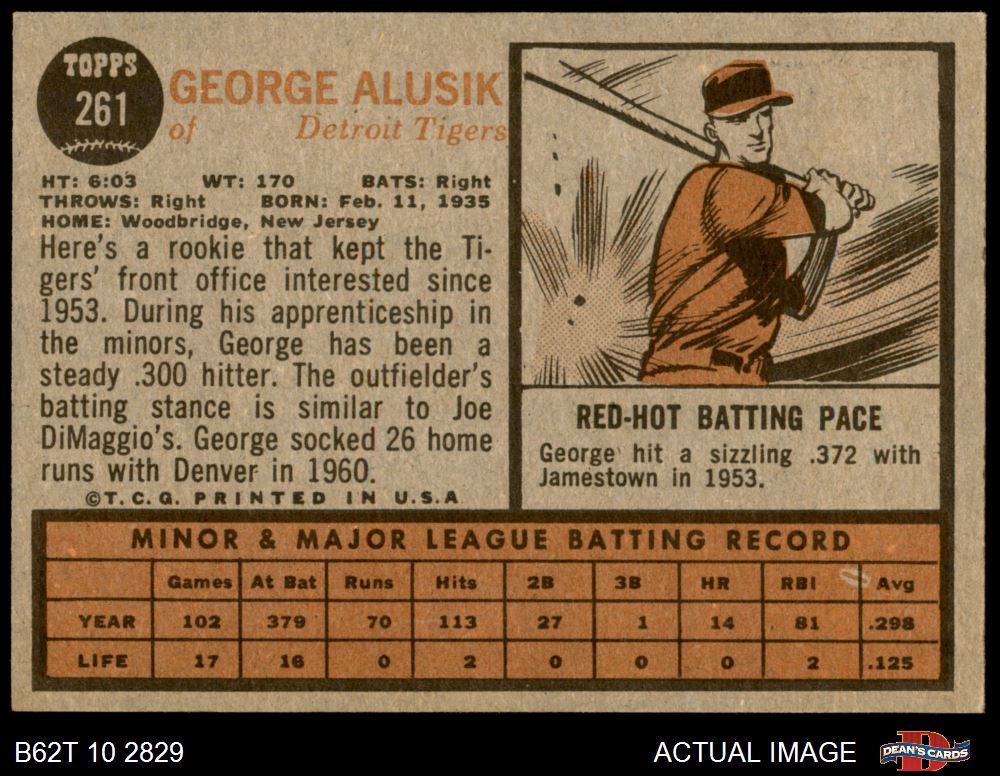 TOPPS
261
GEORGE ALUSIK
of Detroit Tigers
HT: 6:03 WT: 170 BATS: Right
THROWS: Right BORN: Feb. 11, 1935
HOME: Woodbridge, New Jersey
Here's a rookie that kept the Ti-
gers' front office interested since
1953. During his apprenticeship in
the minors, George has been a
steady .300 hitter. The outfielder's
batting stance is similar to Joe
DiMaggio's. George socked 26 home
runs with Denver in 1960.
©T.C.G. PRINTED IN U.S.A
RED-HOT BATTING PACE
George hit a sizzling .372 with
Jamestown in 1953.
MINOR & MAJOR LEAGUE BATTING RECORD
Games At Bat Runs Hits 2B 3B HR RBI Avg
YEAR 102 379 70 113 27 1 14 81 .298
LIFE 17 16 0 2 0 0 0 2 .125
B62T 10 2829
ACTUAL IMAGE
DEAN'S CARDS